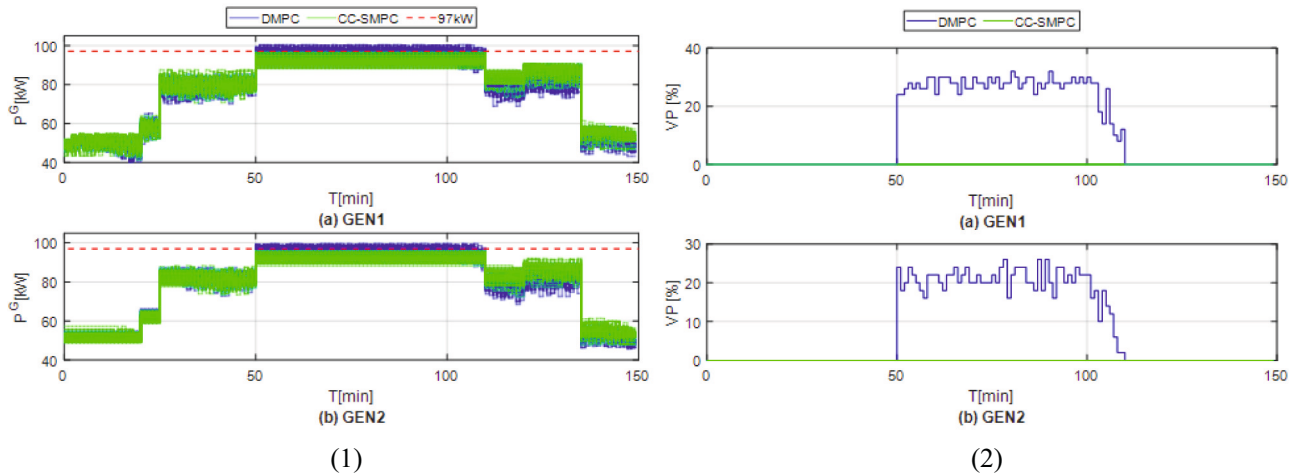 DMPC CC-SMPC 97kW
100
80
60
40
P^G[kW]
0 50 100 150
T[min]
(a) GEN1
100
80
60
40
P^G[kW]
0 50 100 150
T[min]
(b) GEN2
(1)
DMPC CC-SMPC
40
20
0
VP [%]
0 50 100 150
T[min]
(a) GEN1
30
20
10
0
VP [%]
0 50 100 150
T[min]
(b) GEN2
(2)